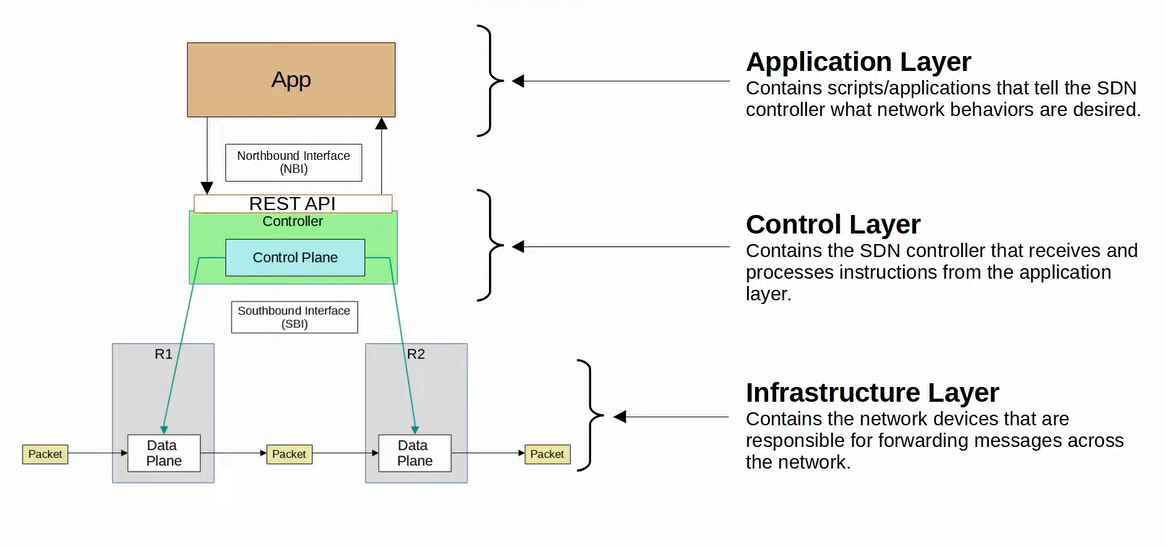 App
Northbound Interface
(NBI)
REST API
Controller
Control Plane
Southbound Interface
(SBI)
R1
R2
Packet
Data
Plane
Packet
Data
Plane
Packet
Application Layer
Contains scripts/applications that tell the SDN
controller what network behaviors are desired.
Control Layer
Contains the SDN controller that receives and
processes instructions from the application
layer.
Infrastructure Layer
Contains the network devices that are
responsible for forwarding messages across
the network.